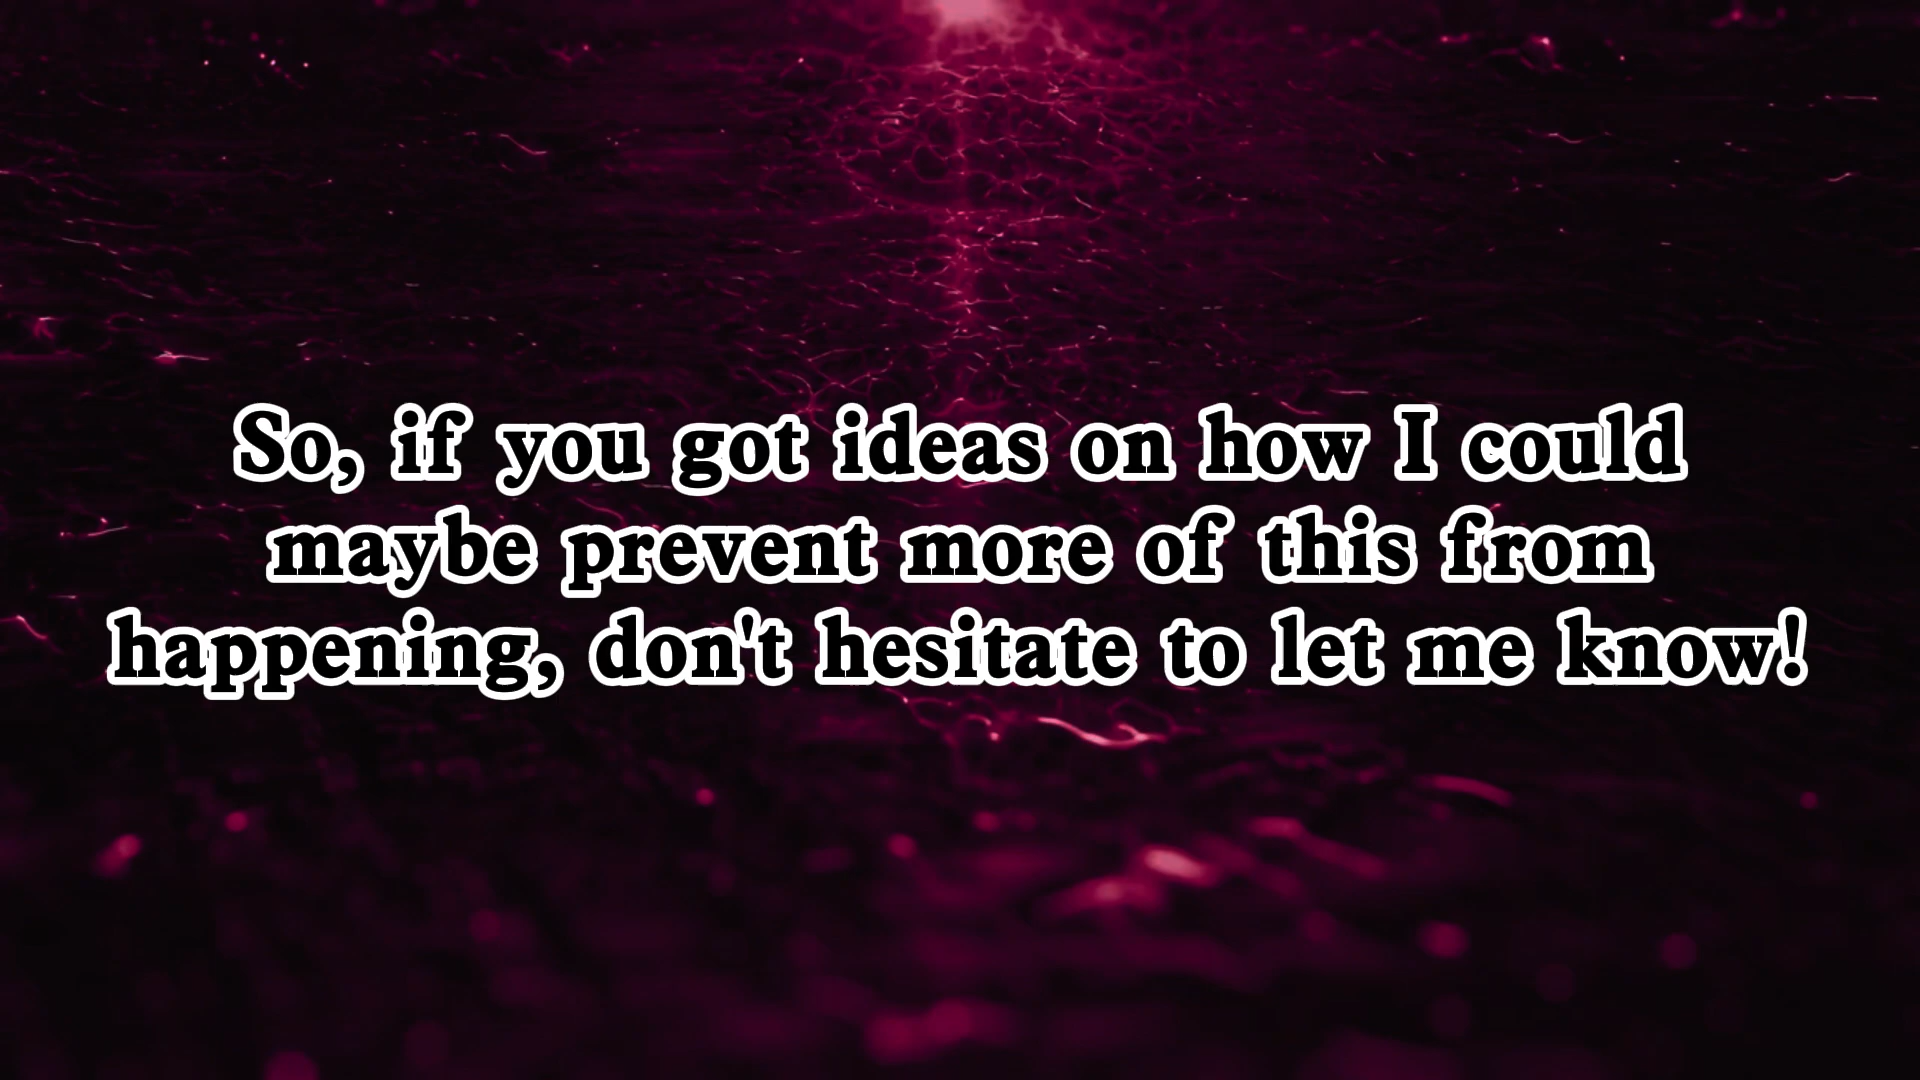 So, if you got ideas on how I could
maybe prevent more of this from
happening, don't hesitate to let me know!